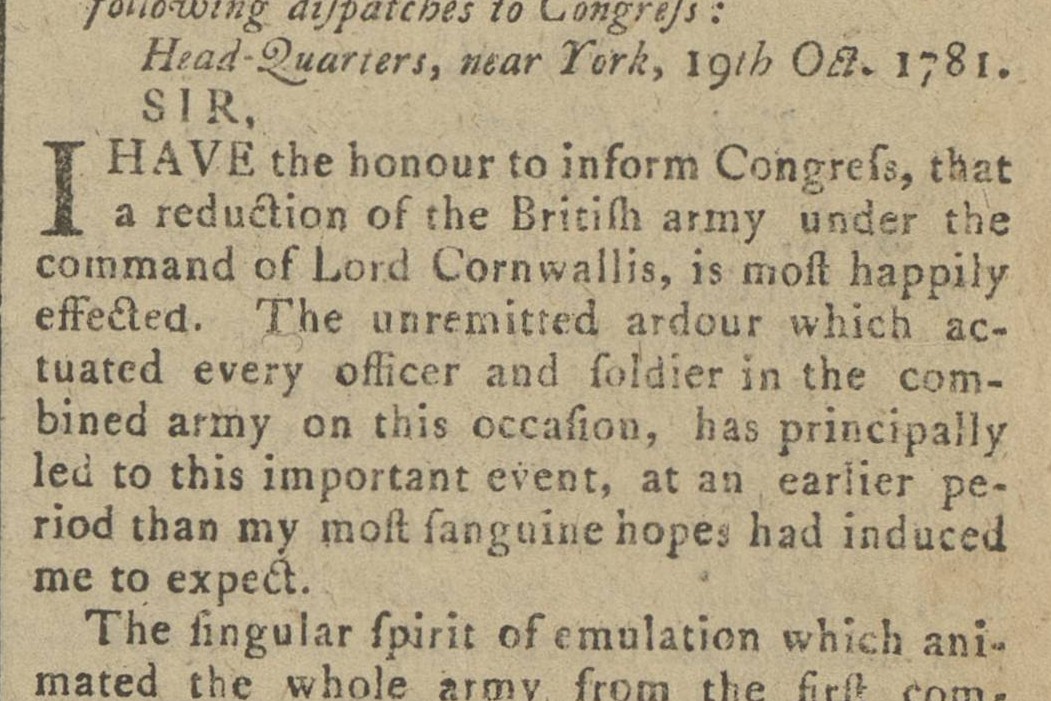 following diſpatches to Congreſs:
Head-Quarters, near York, 19th Oct. 1781.
SIR,
I HAVE the honour to inform Congreſs, that
a reduction of the Britiſh army under the
command of Lord Cornwallis, is moſt happily
effected. The unremitted ardour which ac-
tuated every officer and ſoldier in the com-
bined army on this occaſion, has principally
led to this important event, at an earlier pe-
riod than my moſt ſanguine hopes had induced
me to expect.
The ſingular ſpirit of emulation which ani-
mated the whole army from the firſt com-